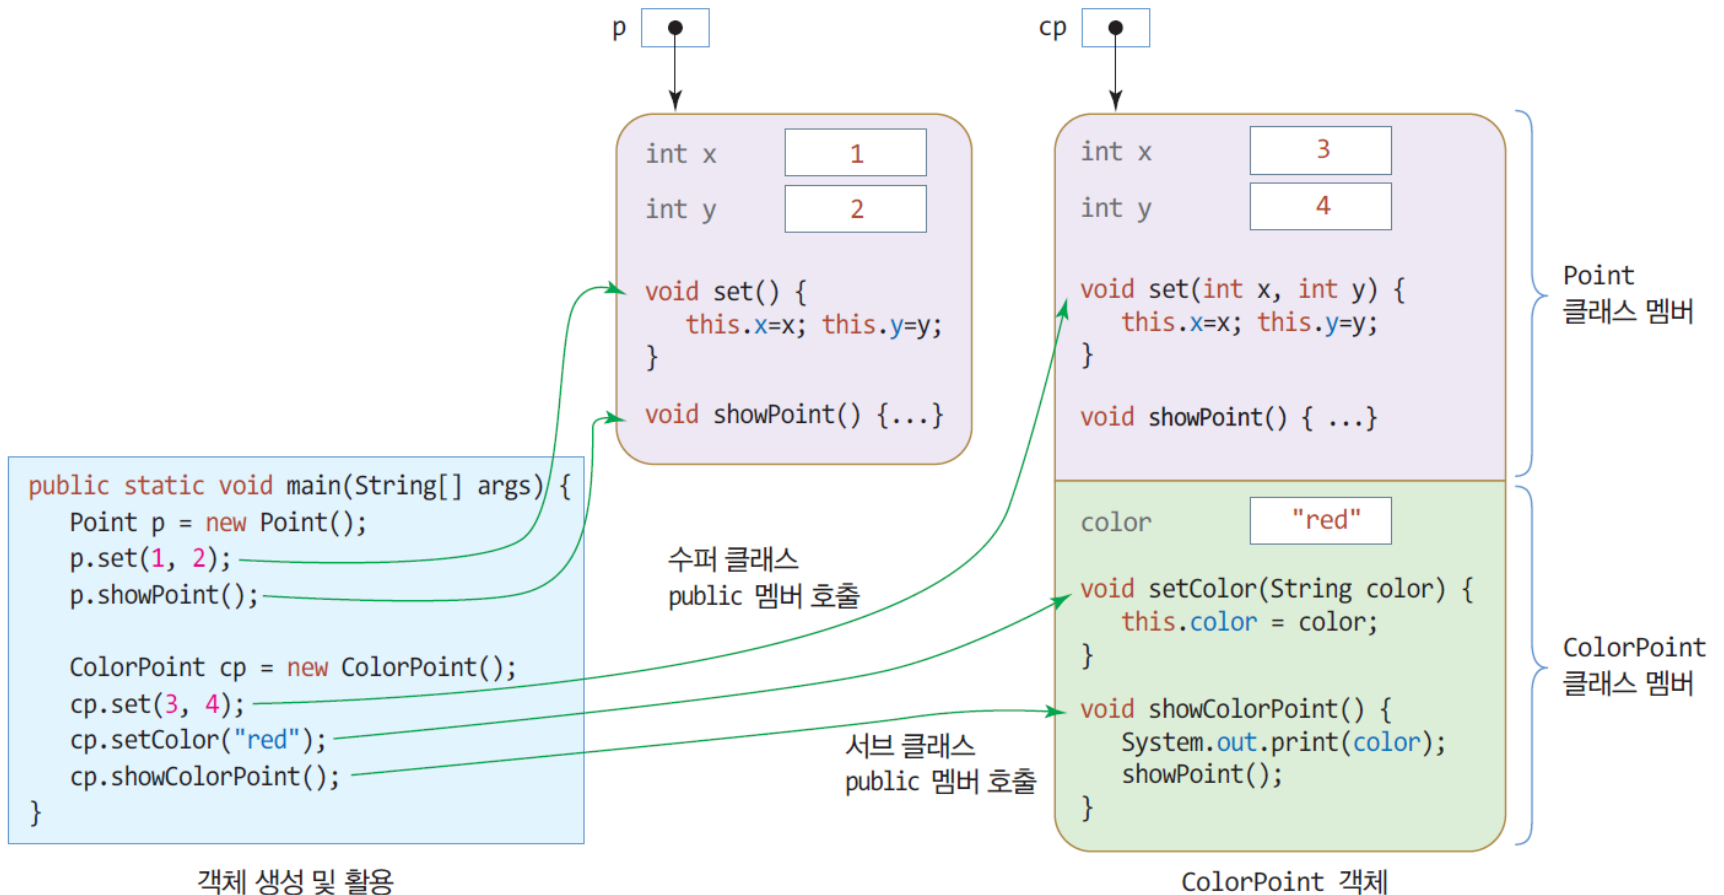 p
cp
int x
1
int y
2
void set() {
this.x=x; this.y=y;
}
void showPoint() {...}
int x
3
int y
4
void set(int x, int y) {
this.x=x; this.y=y;
}
void showPoint() { ...}
Point
클래스 멤버
public static void main(String[] args) {
Point p = new Point();
p.set(1, 2);
p.showPoint();
ColorPoint cp = new ColorPoint();
cp.set(3, 4);
cp.setColor("red");
cp.showColorPoint();
}
수퍼 클래스
public 멤버 호출
서브 클래스
public 멤버 호출
color
"red"
void setColor(String color) {
this.color = color;
}
void showColorPoint() {
System.out.print(color);
showPoint();
}
ColorPoint
클래스 멤버
객체 생성 및 활용
ColorPoint 객체